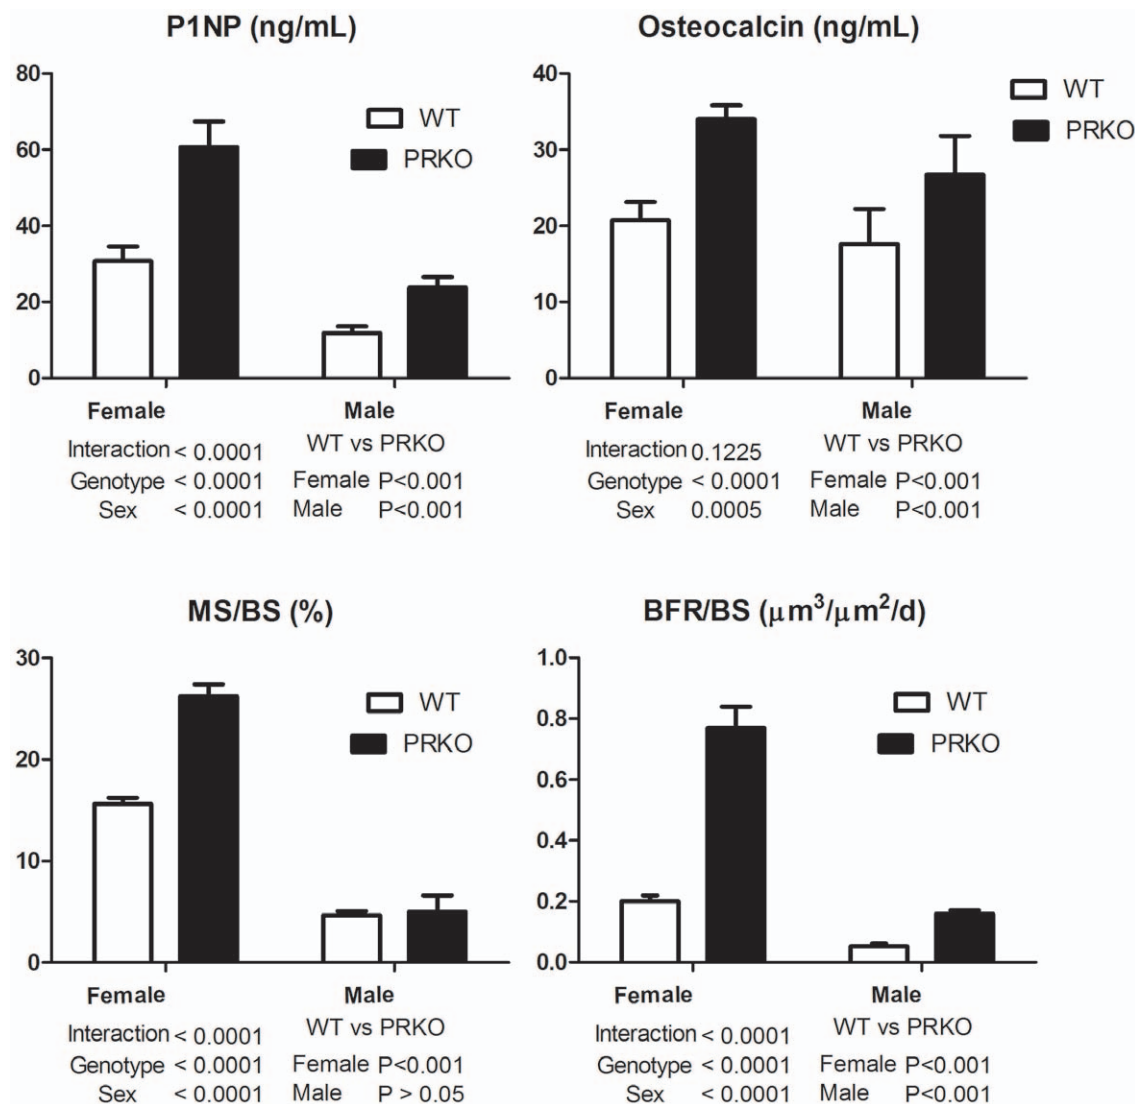 P1NP (ng/mL)
80
60
40
20
0
WT
PRKO
Female
Male
Interaction < 0.0001
Genotype < 0.0001
Sex < 0.0001
WT vs PRKO
Female P<0.001
Male P<0.001
Osteocalcin (ng/mL)
40
30
20
10
0
WT
PRKO
Female
Male
Interaction 0.1225
Genotype < 0.0001
Sex 0.0005
WT vs PRKO
Female P<0.001
Male P<0.001
MS/BS (%)
30
20
10
0
WT
PRKO
Female
Male
Interaction < 0.0001
Genotype < 0.0001
Sex < 0.0001
WT vs PRKO
Female P<0.001
Male P > 0.05
BFR/BS (μm³/μm²/d)
1.0
0.8
0.6
0.4
0.2
0.0
WT
PRKO
Female
Male
Interaction < 0.0001
Genotype < 0.0001
Sex < 0.0001
WT vs PRKO
Female P<0.001
Male P<0.001